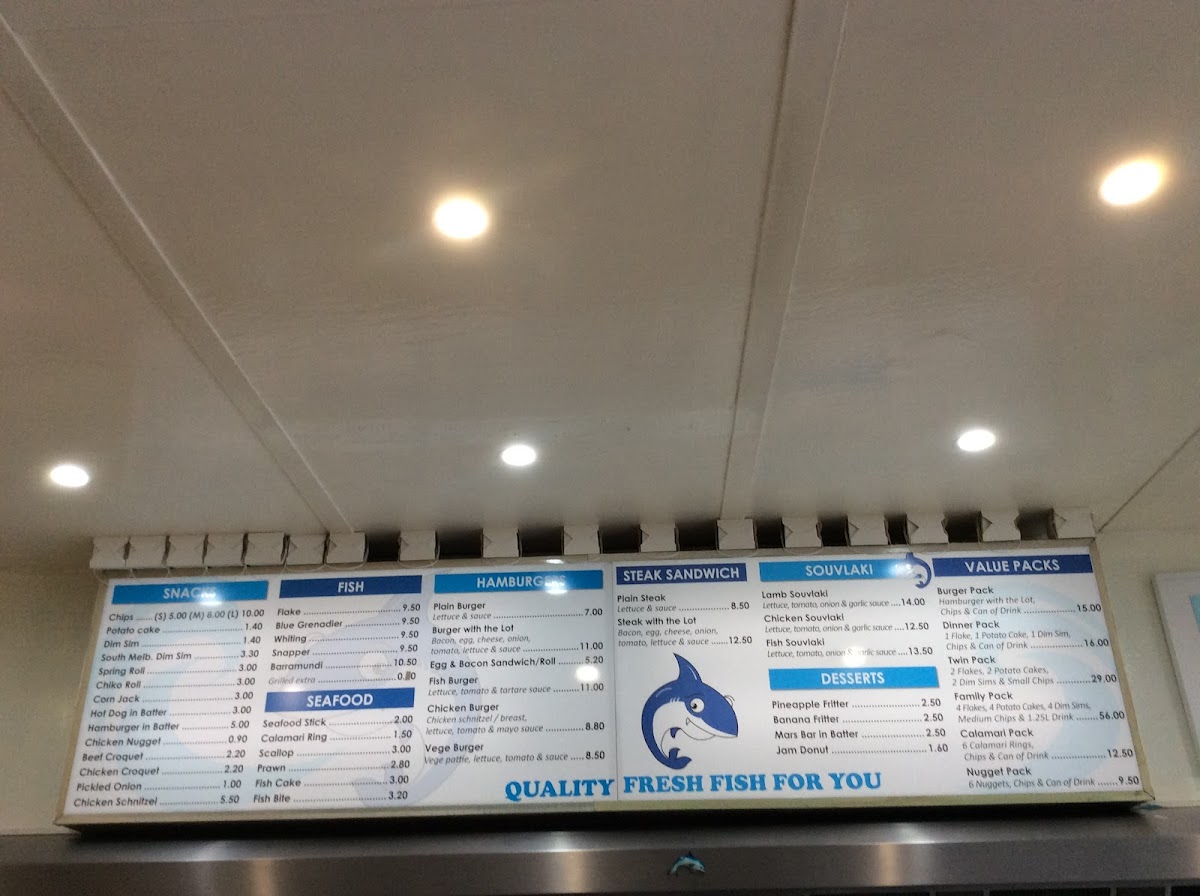 SNACKS
Chips ...... (S) 5.00 (M) 8.00 (L) 10.00
Potato cake ........ 1.40
Dim Sim ........ 1.40
South Melb. Dim Sim ........ 3.30
Spring Roll ........ 3.00
Chiko Roll ........ 3.00
Corn Jack ........ 3.00
Hot Dog in Batter ........ 3.00
Hamburger in Batter ........ 5.00
Chicken Nugget ........ 0.90
Beef Croquet ........ 2.20
Chicken Croquet ........ 2.20
Pickled Onion ........ 1.00
Chicken Schnitzel ........ 5.50
FISH
Flake ........ 9.50
Blue Grenadier ........ 9.50
Whiting ........ 9.50
Snapper ........ 9.50
Barramundi ........ 10.50
Grilled extra ........ 0.80
SEAFOOD
Seafood Stick ........ 2.00
Calamari Ring ........ 1.50
Scallop ........ 3.00
Prawn ........ 2.80
Fish Cake ........ 3.00
Fish Bite ........ 3.20
HAMBURGERS
Plain Burger
Lettuce & sauce ........ 7.00
Burger with the Lot
Bacon, egg, cheese, onion,
tomato, lettuce & sauce ........ 11.00
Egg & Bacon Sandwich/Roll ........ 5.20
Fish Burger
Lettuce, tomato & tartare sauce ........ 11.00
Chicken Burger
Chicken schnitzel / breast,
lettuce, tomato & mayo sauce ........ 8.80
Vege Burger
Vege pattie, lettuce, tomato & sauce .... 8.50
STEAK SANDWICH
Plain Steak
Lettuce & sauce ........ 8.50
Steak with the Lot
Bacon, egg, cheese, onion,
tomato, lettuce & sauce ........ 12.50
SOUVLAKI
Lamb Souvlaki
Lettuce, tomato, onion & garlic sauce .... 14.00
Chicken Souvlaki
Lettuce, tomato, onion & garlic sauce .... 12.50
Fish Souvlaki
Lettuce, tomato, onion & garlic sauce .... 13.50
DESSERTS
Pineapple Fritter ........ 2.50
Banana Fritter ........ 2.50
Mars Bar in Batter ........ 2.50
Jam Donut ........ 1.60
VALUE PACKS
Burger Pack
Hamburger with the Lot,
Chips & Can of Drink ........ 15.00
Dinner Pack
1 Flake, 1 Potato Cake, 1 Dim Sim,
Chips & Can of Drink ........ 16.00
Twin Pack
2 Flakes, 2 Potato Cakes,
2 Dim Sims & Small Chips ........ 29.00
Family Pack
4 Flakes, 4 Potato Cakes, 4 Dim Sims,
Medium Chips & 1.25L Drink ........ 56.00
Calamari Pack
6 Calamari Rings,
Chips & Can of Drink ........ 12.50
Nugget Pack
6 Nuggets, Chips & Can of Drink ....... 9.50
QUALITY FRESH FISH FOR YOU